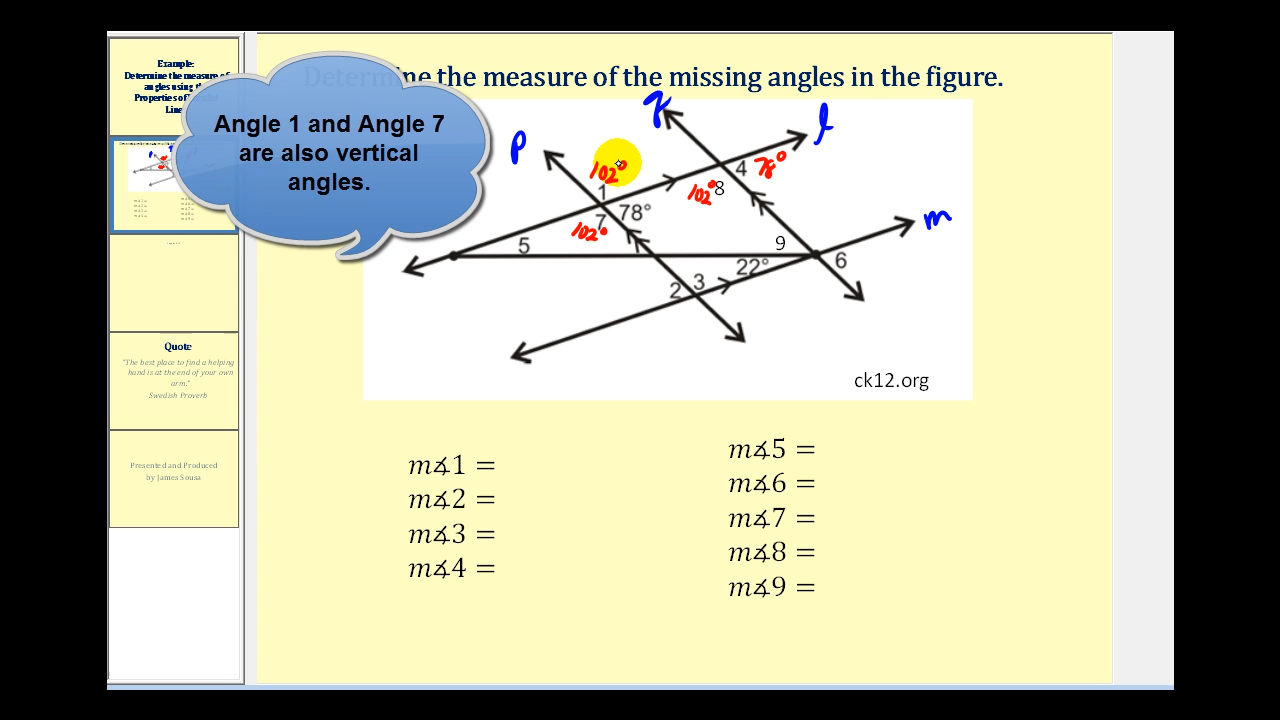 Example:
Determine the measure of
angles using the
Properties of
Line
Angle 1 and Angle 7
are also vertical
angles.
Determine the measure of the missing angles in the figure.
p
l
m
102°
1
78°
7
102°
5
4
78°
102°
8
9
22°
6
2
3
ck12.org
m∡1 =
m∡2 =
m∡3 =
m∡4 =
m∡5 =
m∡6 =
m∡7 =
m∡8 =
m∡9 =
Quote
"The best place to find a helping
hand is at the end of your own
arm."
Swedish Proverb
Presented and Produced
by James Sousa